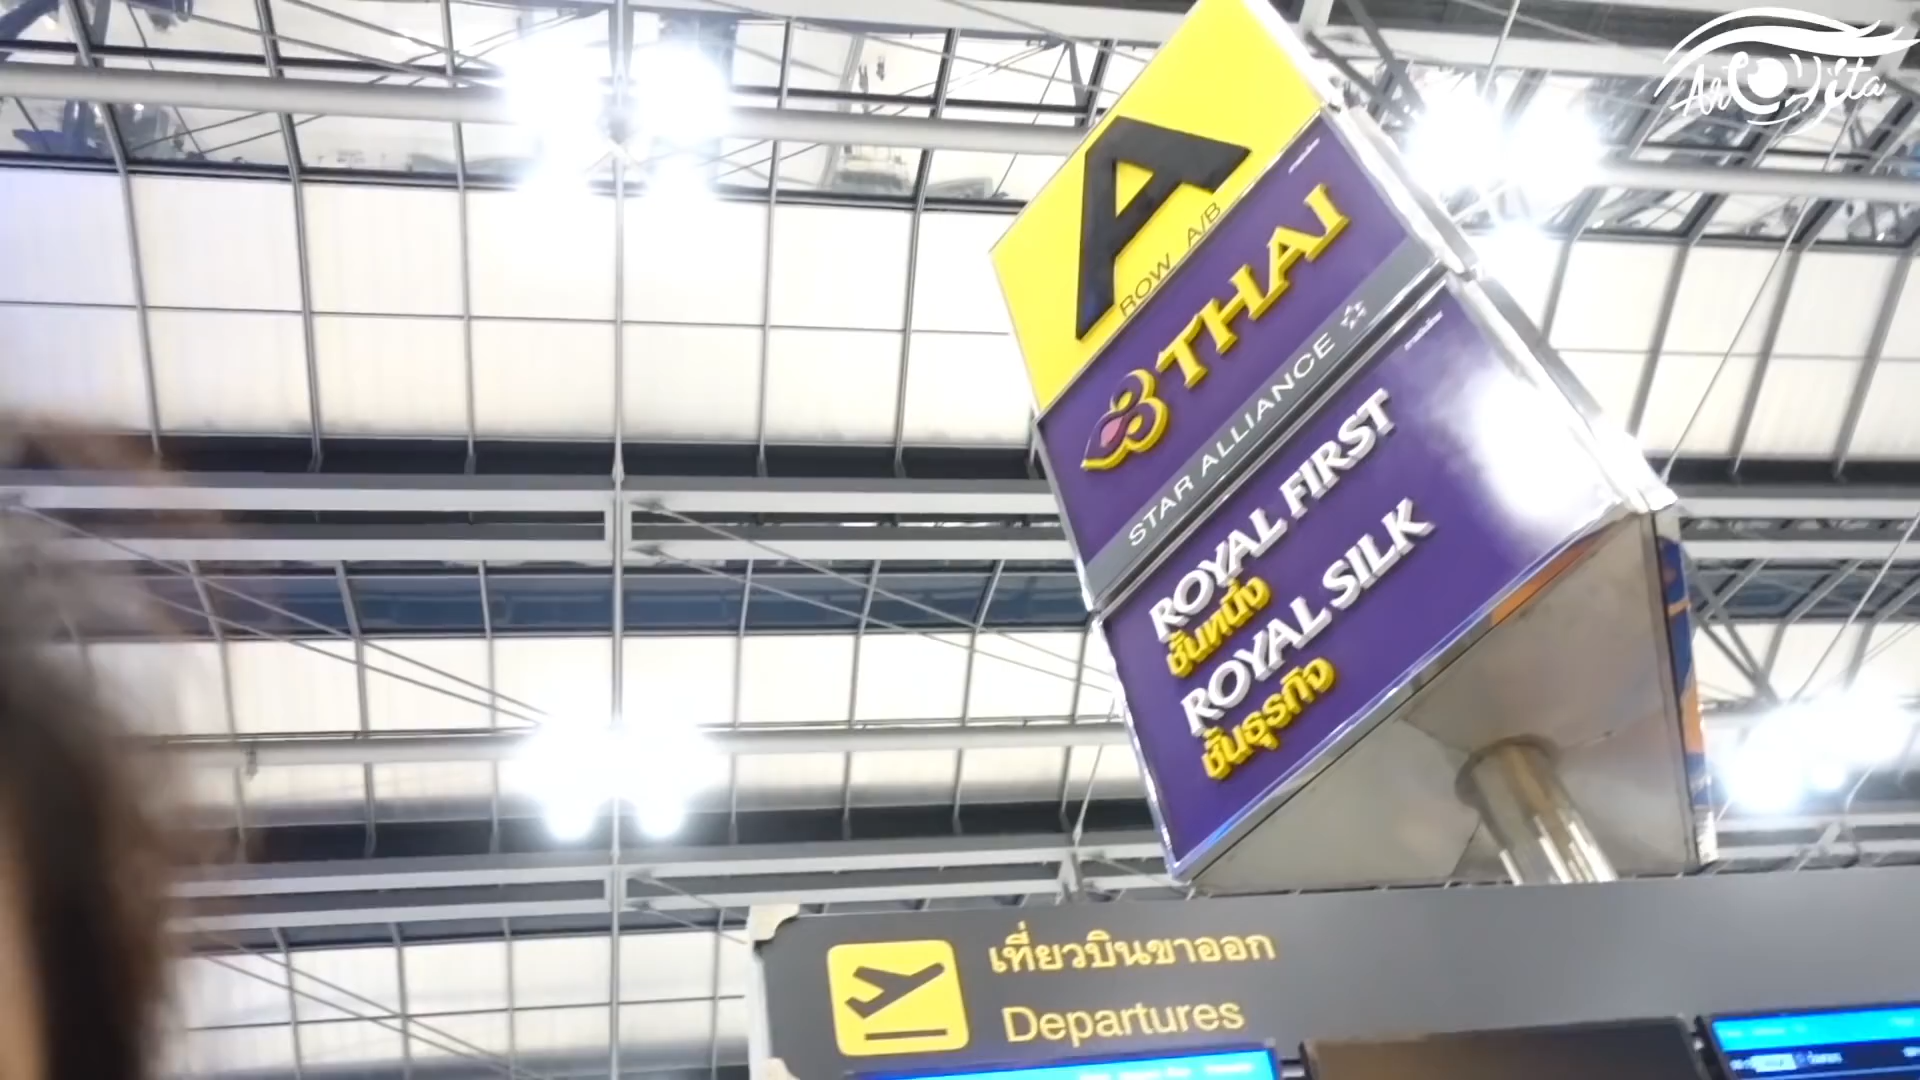 A
ROW A/B
THAI
STAR ALLIANCE
ROYAL FIRST
ชั้นหนึ่ง
ROYAL SILK
ชั้นธุรกิจ
เที่ยวบินขาออก
Departures